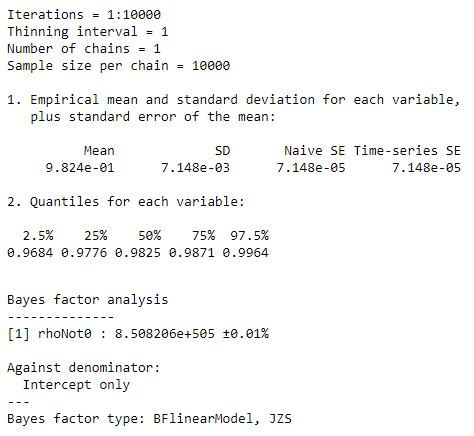 Iterations = 1:10000
Thinning interval = 1
Number of chains = 1
Sample size per chain = 10000
1. Empirical mean and standard deviation for each variable,
plus standard error of the mean:
Mean SD Naive SE Time-series SE
9.824e-01 7.148e-03 7.148e-05 7.148e-05
2. Quantiles for each variable:
2.5% 25% 50% 75% 97.5%
0.9684 0.9776 0.9825 0.9871 0.9964
Bayes factor analysis
--------------
[1] rhoNot0 : 8.508206e+505 ±0.01%
Against denominator:
Intercept only
---
Bayes factor type: BFlinearModel, JZS